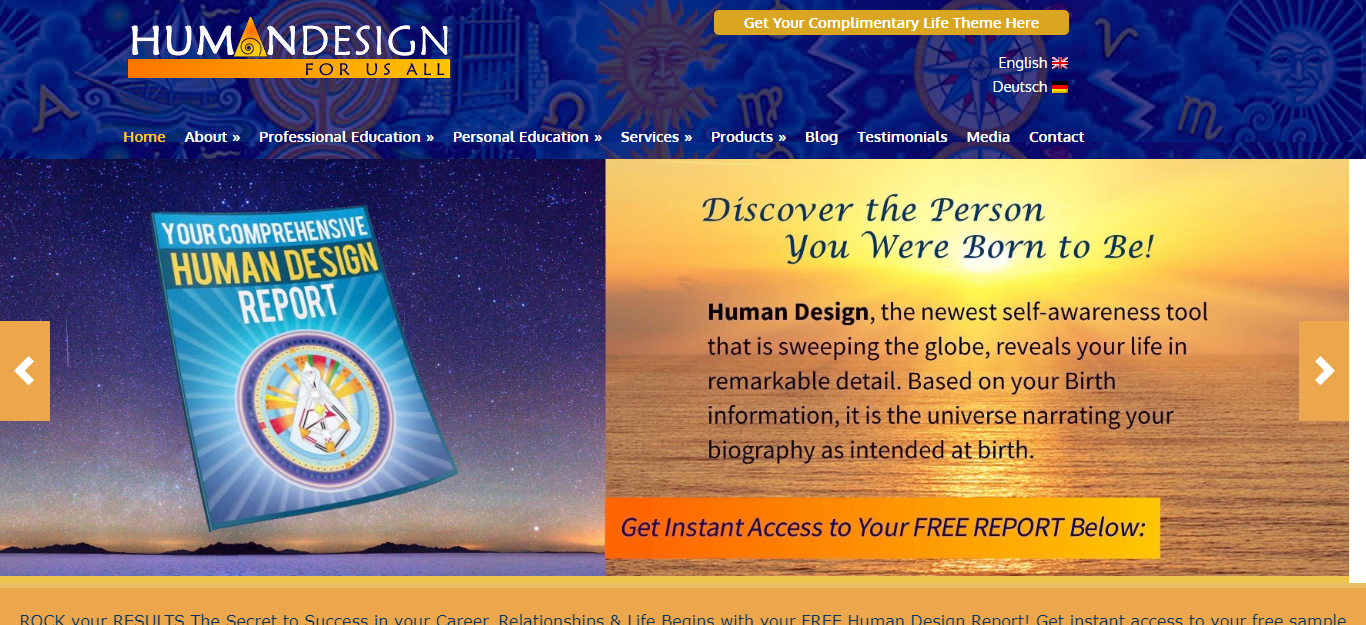 HUMANDESIGN
FOR US ALL
Get Your Complimentary Life Theme Here
English
Deutsch
Home About » Professional Education » Personal Education » Services » Products » Blog Testimonials Media Contact
YOUR COMPREHENSIVE
HUMAN DESIGN
REPORT
Discover the Person
You Were Born to Be!
Human Design, the newest self-awareness tool
that is sweeping the globe, reveals your life in
remarkable detail. Based on your Birth
information, it is the universe narrating your
biography as intended at birth.
Get Instant Access to Your FREE REPORT Below:
ROCK your RESULTS The Secret to Success in your Career, Relationships & Life Begins with your FREE Human Design Report! Get instant access to your free sample